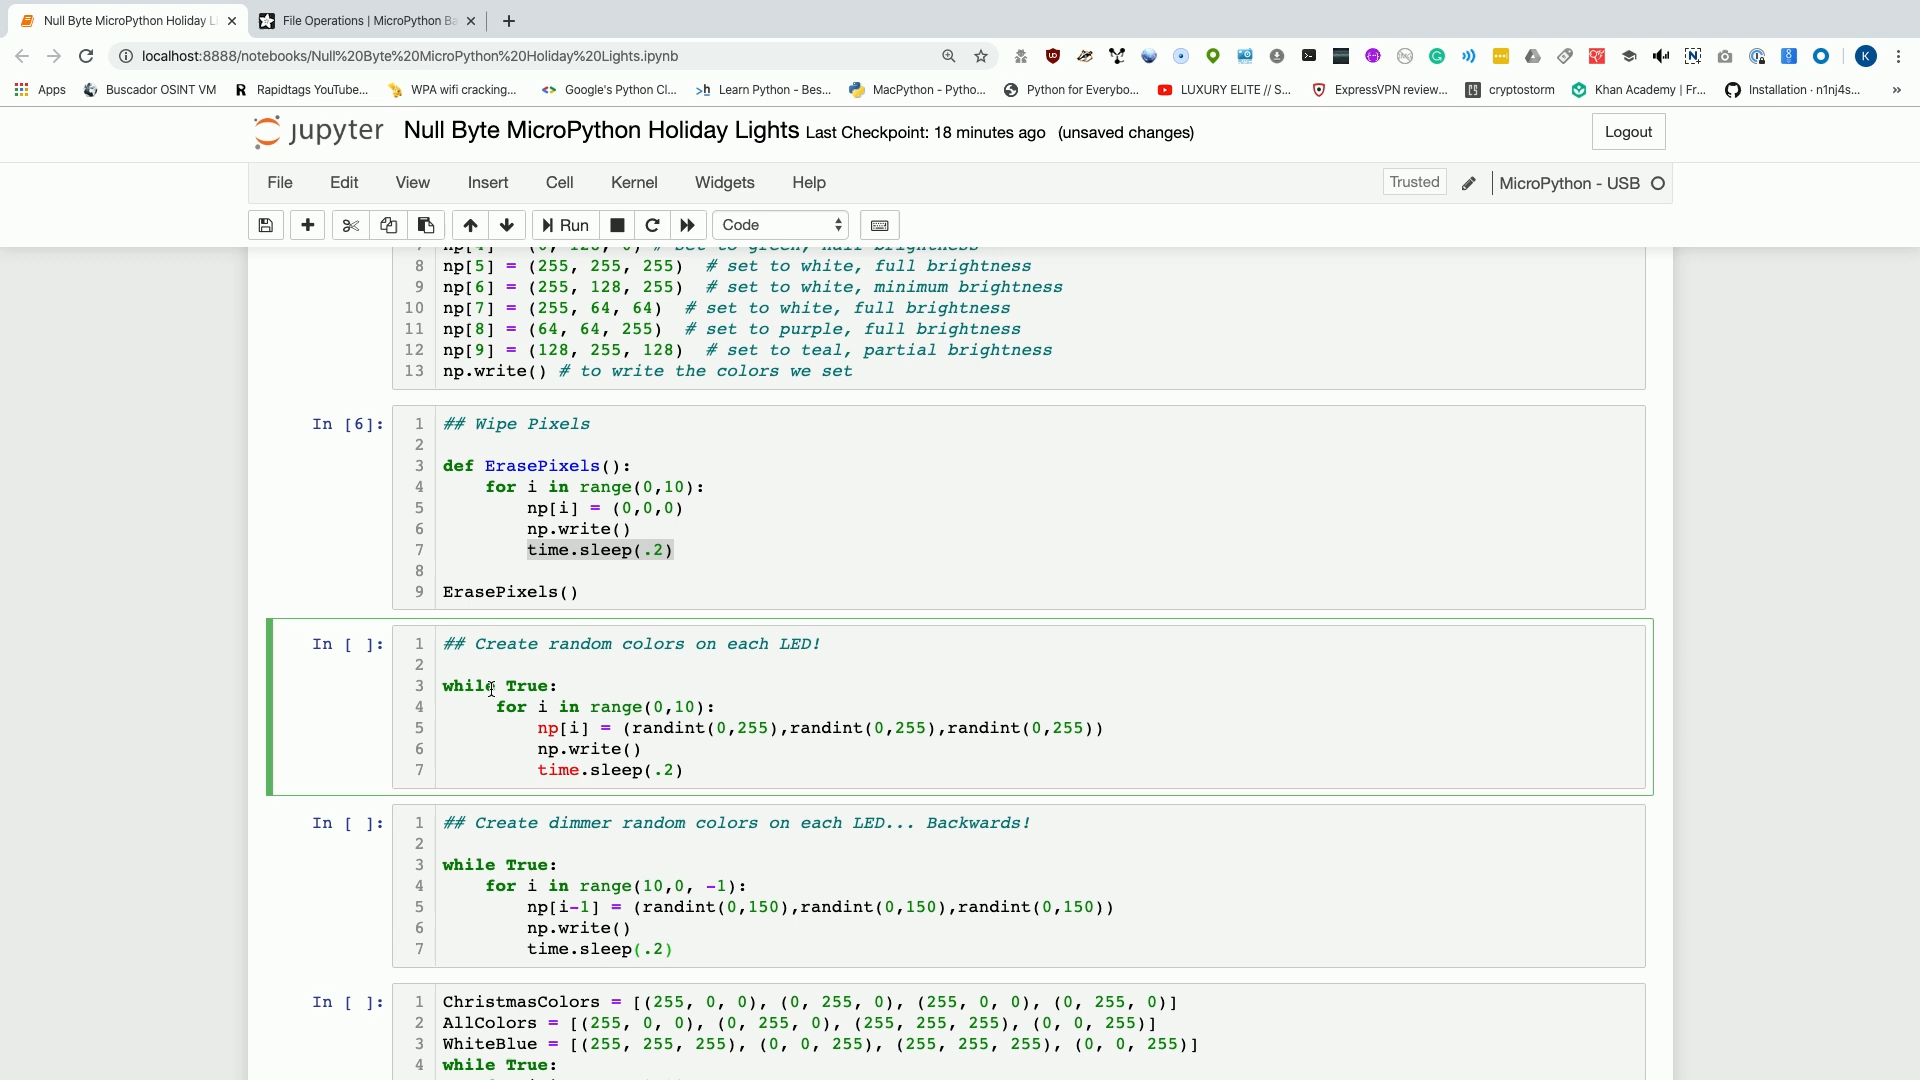 Null Byte MicroPython Holiday Li
File Operations | MicroPython Ba
localhost:8888/notebooks/Null%20Byte%20MicroPython%20Holiday%20Lights.ipynb
Apps Buscador OSINT VM Rapidtags YouTube... WPA wifi cracking... Google's Python Cl... Learn Python - Bes... MacPython - Pytho... Python for Everybo... LUXURY ELITE // S... ExpressVPN review... cryptostorm Khan Academy | Fr... Installation · n1nj4s... »
jupyter Null Byte MicroPython Holiday Lights Last Checkpoint: 18 minutes ago (unsaved changes) Logout
File Edit View Insert Cell Kernel Widgets Help Trusted MicroPython - USB
Run Code
8 np[5] = (255, 255, 255) # set to white, full brightness
9 np[6] = (255, 128, 255) # set to white, minimum brightness
10 np[7] = (255, 64, 64) # set to white, full brightness
11 np[8] = (64, 64, 255) # set to purple, full brightness
12 np[9] = (128, 255, 128) # set to teal, partial brightness
13 np.write() # to write the colors we set
In [6]: 1 ## Wipe Pixels
2
3 def ErasePixels():
4 for i in range(0,10):
5 np[i] = (0,0,0)
6 np.write()
7 time.sleep(.2)
8
9 ErasePixels()
In [ ]: 1 ## Create random colors on each LED!
2
3 while True:
4 for i in range(0,10):
5 np[i] = (randint(0,255),randint(0,255),randint(0,255))
6 np.write()
7 time.sleep(.2)
In [ ]: 1 ## Create dimmer random colors on each LED... Backwards!
2
3 while True:
4 for i in range(10,0, -1):
5 np[i-1] = (randint(0,150),randint(0,150),randint(0,150))
6 np.write()
7 time.sleep(.2)
In [ ]: 1 ChristmasColors = [(255, 0, 0), (0, 255, 0), (255, 0, 0), (0, 255, 0)]
2 AllColors = [(255, 0, 0), (0, 255, 0), (255, 255, 255), (0, 0, 255)]
3 WhiteBlue = [(255, 255, 255), (0, 0, 255), (255, 255, 255), (0, 0, 255)]
4 while True: